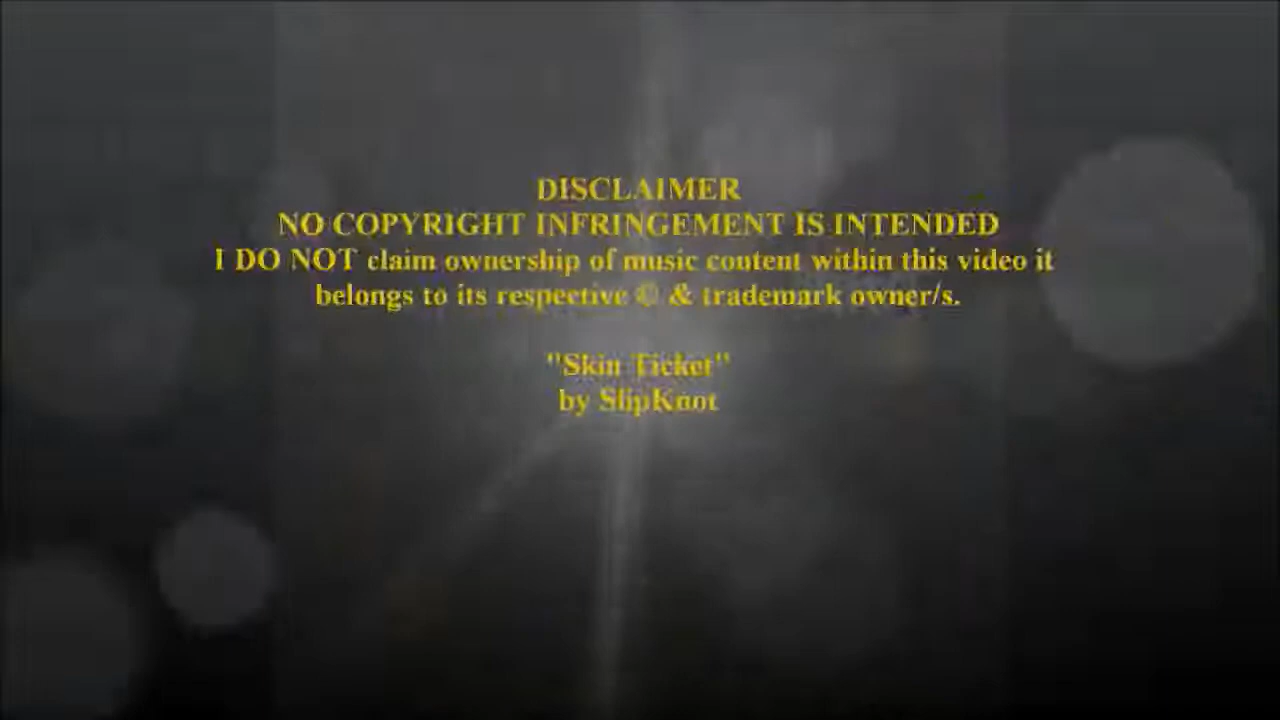 DISCLAIMER
NO COPYRIGHT INFRINGEMENT IS INTENDED
I DO NOT claim ownership of music content within this video it
belongs to its respective © & trademark owner/s.
"Skin Ticket"
by SlipKnot